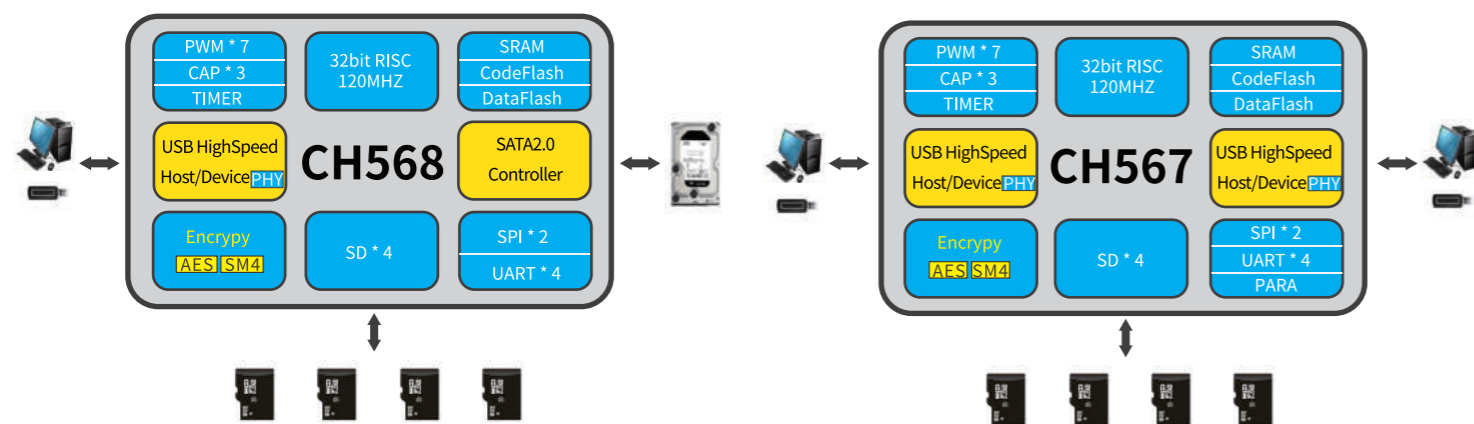 PWM * 7
CAP * 3
TIMER
32bit RISC
120MHZ
SRAM
CodeFlash
DataFlash
USB HighSpeed
Host/Device PHY
CH568
SATA2.0
Controller
Encrypy
AES SM4
SD * 4
SPI * 2
UART * 4
PWM * 7
CAP * 3
TIMER
32bit RISC
120MHZ
SRAM
CodeFlash
DataFlash
USB HighSpeed
Host/Device PHY
CH567
USB HighSpeed
Host/Device PHY
Encrypy
AES SM4
SD * 4
SPI * 2
UART * 4
PARA